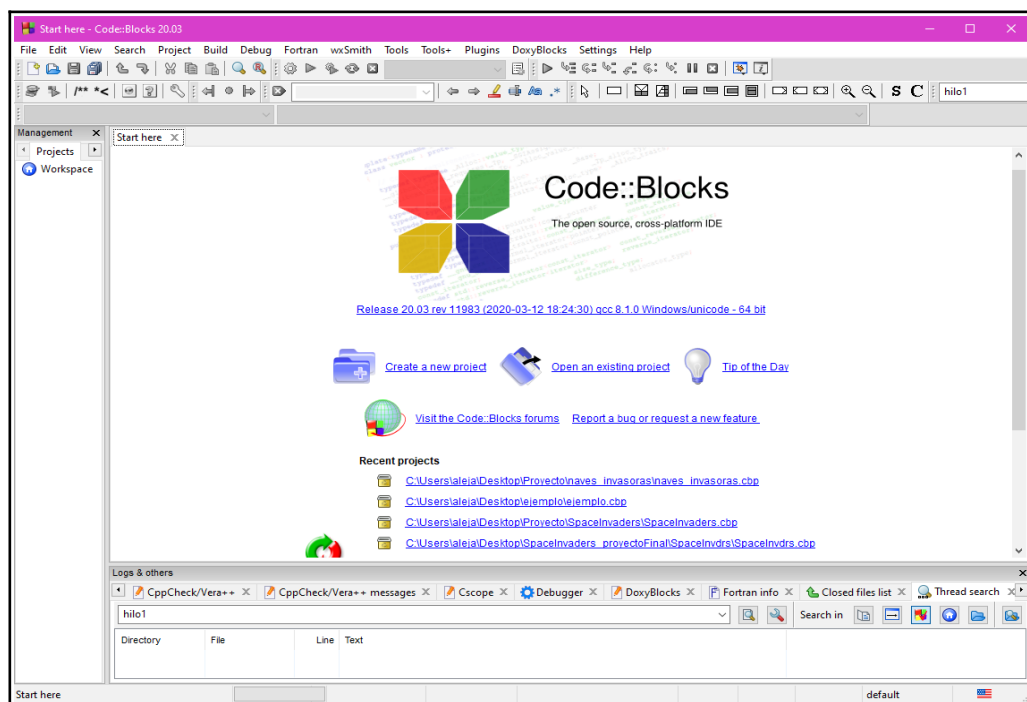 Start here - Code::Blocks 20.03
File Edit View Search Project Build Debug Fortran wxSmith Tools Tools+ Plugins DoxyBlocks Settings Help
/** *<
S C hilo1
Management
Start here
Projects
Workspace
Code::Blocks
The open source, cross-platform IDE
Release 20.03 rev 11983 (2020-03-12 18:24:30) gcc 8.1.0 Windows/unicode - 64 bit
Create a new project Open an existing project Tip of the Day
Visit the Code::Blocks forums Report a bug or request a new feature
Recent projects
C:\Users\aleja\Desktop\Proyecto\naves_invasoras\naves_invasoras.cbp
C:\Users\aleja\Desktop\ejemplo\ejemplo.cbp
C:\Users\aleja\Desktop\Proyecto\SpaceInvaders\SpaceInvaders.cbp
C:\Users\aleja\Desktop\SpaceInvaders_proyectoFinal\SpaceInvdrs\SpaceInvdrs.cbp
Logs & others
CppCheck/Vera++ CppCheck/Vera++ messages Cscope Debugger DoxyBlocks Fortran info Closed files list Thread search
hilo1 Search in
Directory File Line Text
Start here default